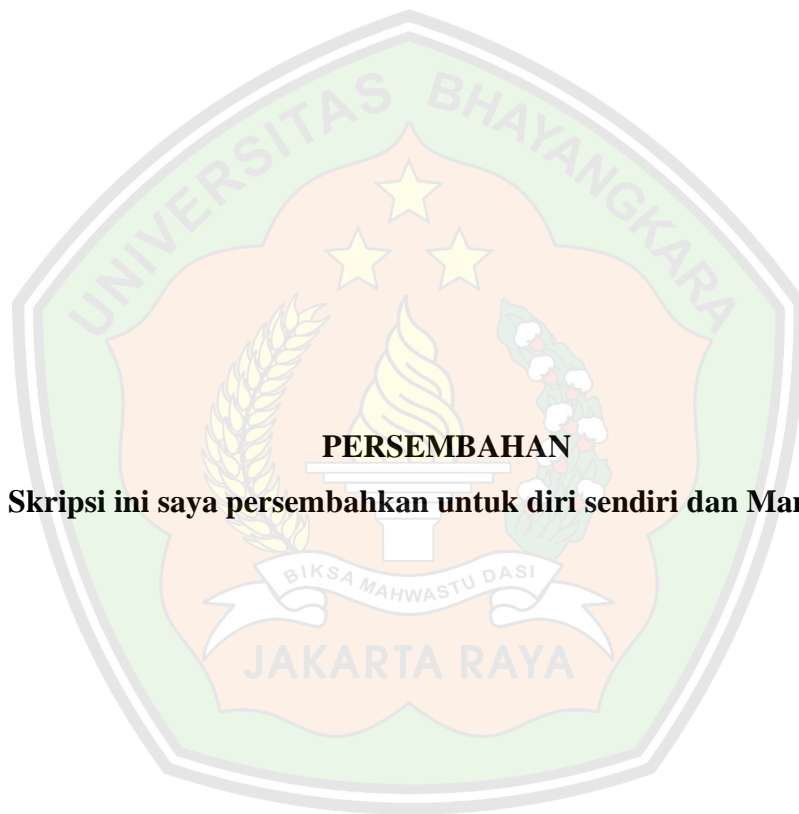 UNIVERSITAS BHAYANGKARA
PERSEMBAHAN
Skripsi ini saya persembahkan untuk diri sendiri dan
BIKSA MAHWASTU DASI
JAKARTA RAYA